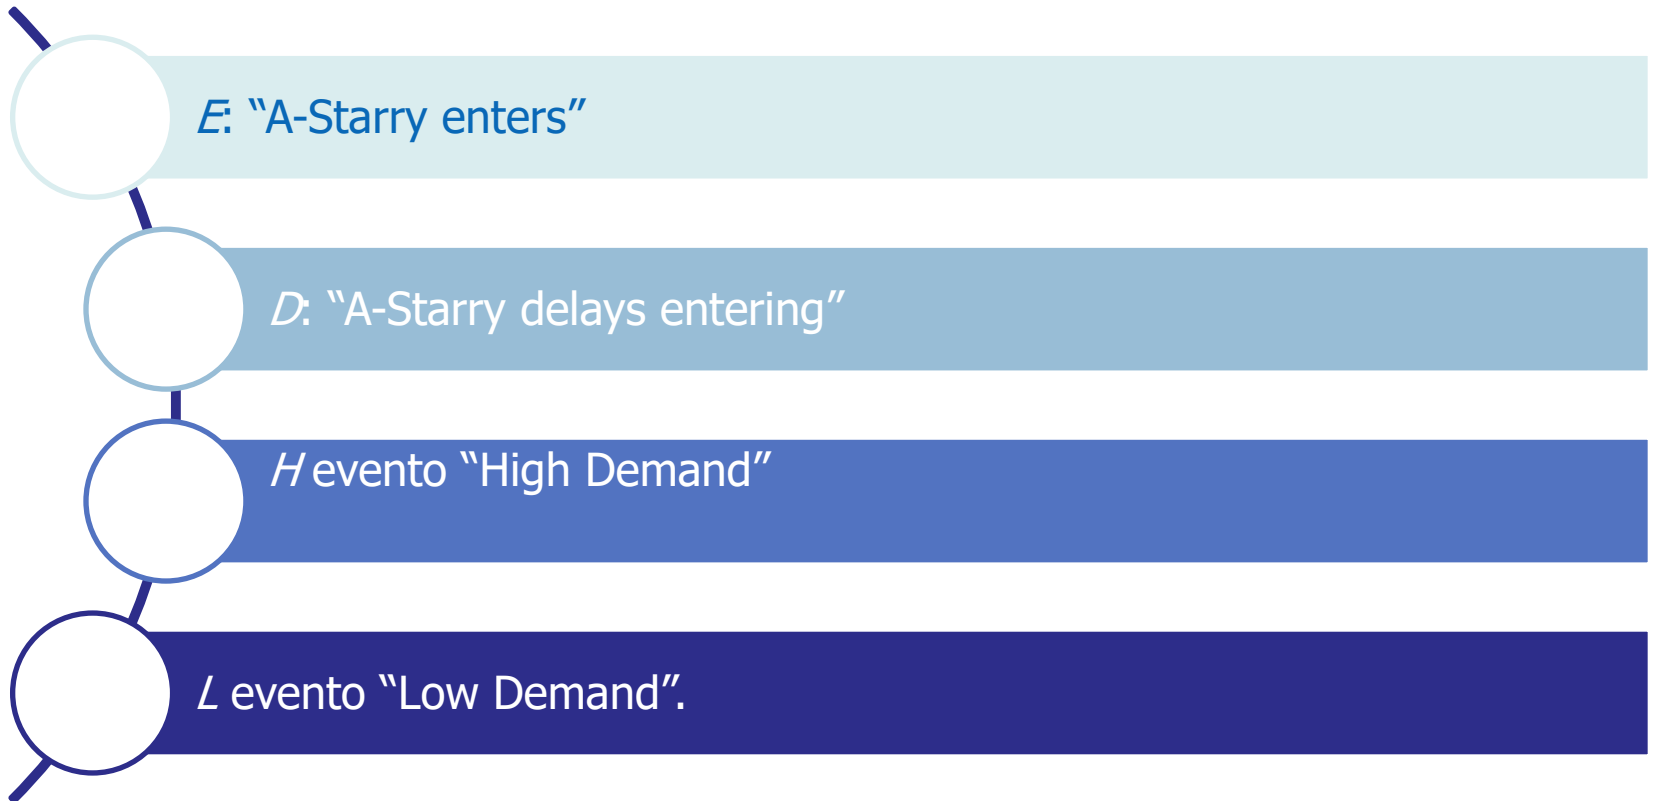 E: “A-Starry enters”
D: “A-Starry delays entering”
H evento “High Demand”
L evento “Low Demand”.